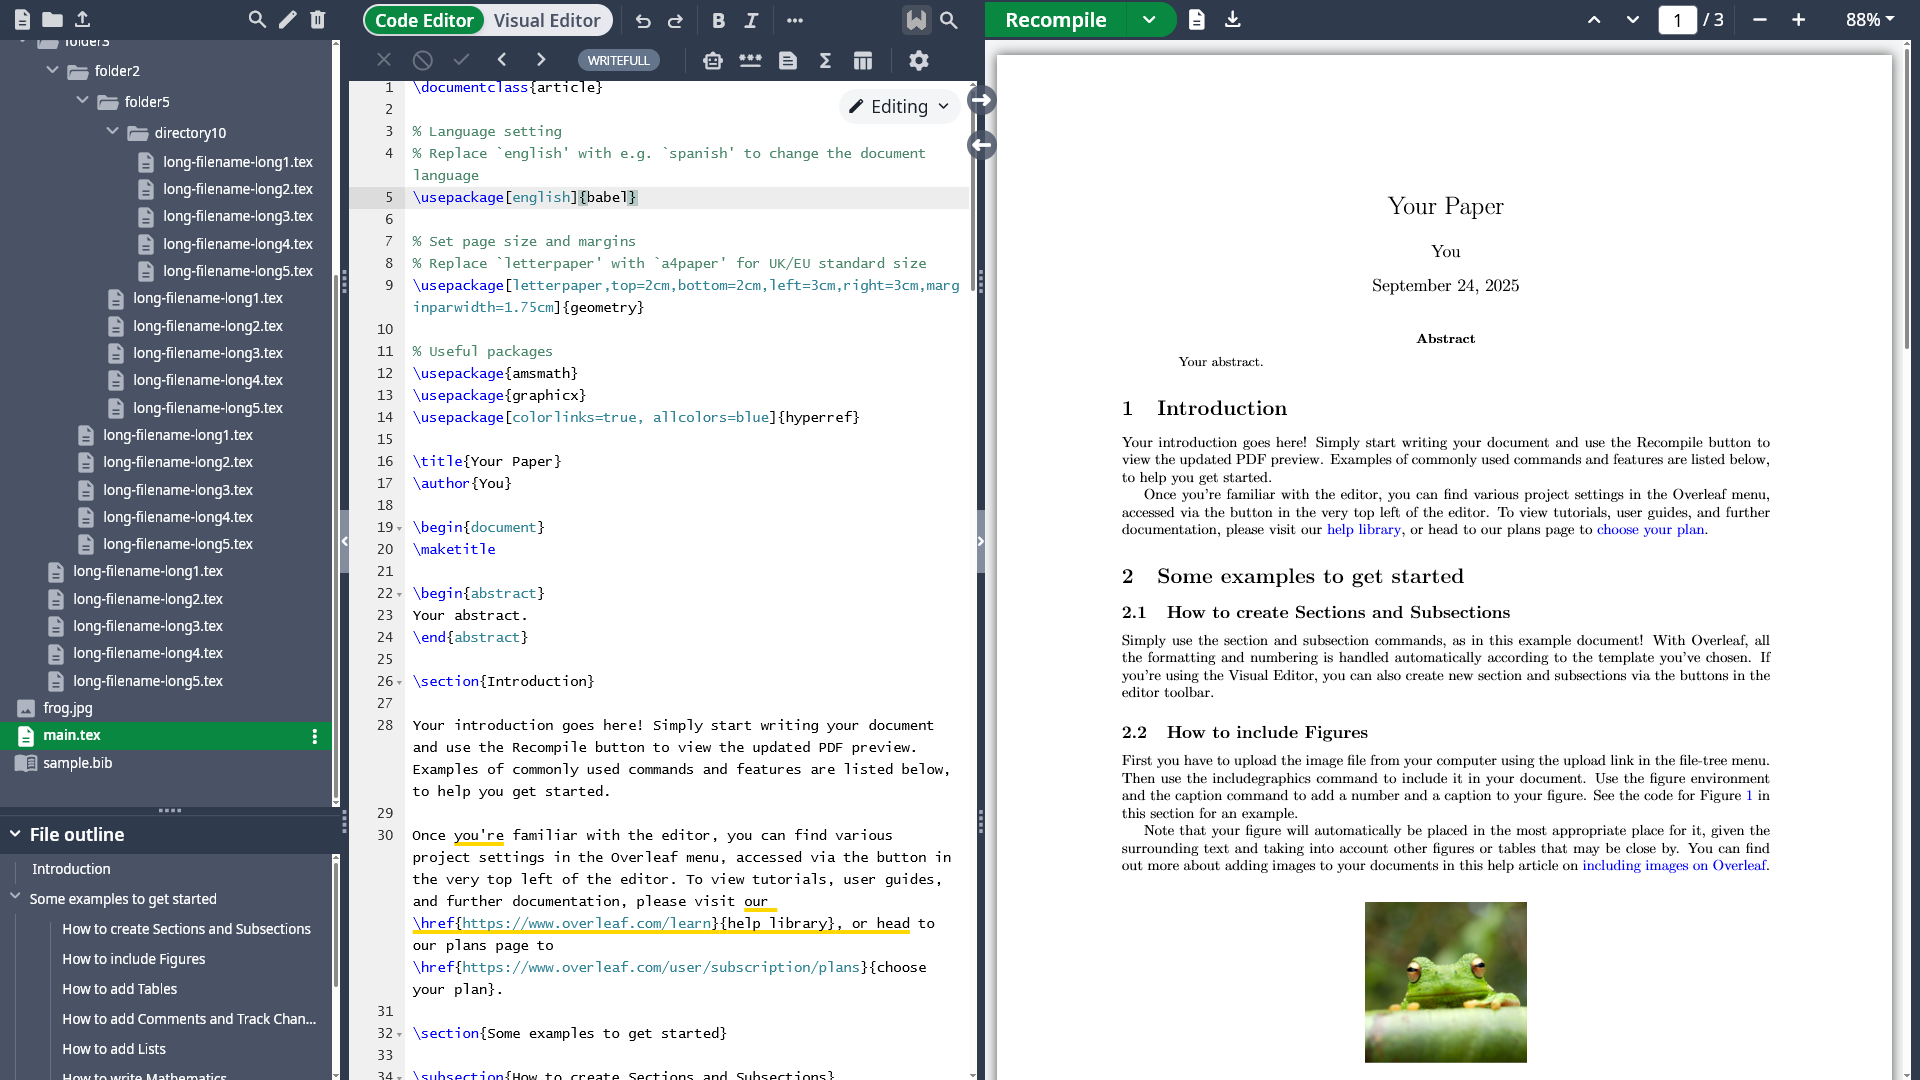 Code Editor Visual Editor
Recompile
1 / 3
88%
WRITEFULL
Editing
folder3
folder2
folder5
directory10
long-filename-long1.tex
long-filename-long2.tex
long-filename-long3.tex
long-filename-long4.tex
long-filename-long5.tex
long-filename-long1.tex
long-filename-long2.tex
long-filename-long3.tex
long-filename-long4.tex
long-filename-long5.tex
long-filename-long1.tex
long-filename-long2.tex
long-filename-long3.tex
long-filename-long4.tex
long-filename-long5.tex
long-filename-long1.tex
long-filename-long2.tex
long-filename-long3.tex
long-filename-long4.tex
long-filename-long5.tex
frog.jpg
main.tex
sample.bib
File outline
Introduction
Some examples to get started
How to create Sections and Subsections
How to include Figures
How to add Tables
How to add Comments and Track Chan...
How to add Lists
How to write Mathematics
1 \documentclass{article}
2
3 % Language setting
4 % Replace `english' with e.g. `spanish' to change the document
language
5 \usepackage[english]{babel}
6
7 % Set page size and margins
8 % Replace `letterpaper' with `a4paper' for UK/EU standard size
9 \usepackage[letterpaper,top=2cm,bottom=2cm,left=3cm,right=3cm,marg
inparwidth=1.75cm]{geometry}
10
11 % Useful packages
12 \usepackage{amsmath}
13 \usepackage{graphicx}
14 \usepackage[colorlinks=true, allcolors=blue]{hyperref}
15
16 \title{Your Paper}
17 \author{You}
18
19 \begin{document}
20 \maketitle
21
22 \begin{abstract}
23 Your abstract.
24 \end{abstract}
25
26 \section{Introduction}
27
28 Your introduction goes here! Simply start writing your document
and use the Recompile button to view the updated PDF preview.
Examples of commonly used commands and features are listed below,
to help you get started.
29
30 Once you're familiar with the editor, you can find various
project settings in the Overleaf menu, accessed via the button in
the very top left of the editor. To view tutorials, user guides,
and further documentation, please visit our
\href{https://www.overleaf.com/learn}{help library}, or head to
our plans page to
\href{https://www.overleaf.com/user/subscription/plans}{choose
your plan}.
31
32 \section{Some examples to get started}
33
34 \subsection{How to create Sections and Subsections}
Your Paper
You
September 24, 2025
Abstract
Your abstract.
1 Introduction
Your introduction goes here! Simply start writing your document and use the Recompile button to
view the updated PDF preview. Examples of commonly used commands and features are listed below,
to help you get started.
Once you're familiar with the editor, you can find various project settings in the Overleaf menu,
accessed via the button in the very top left of the editor. To view tutorials, user guides, and further
documentation, please visit our help library, or head to our plans page to choose your plan.
2 Some examples to get started
2.1 How to create Sections and Subsections
Simply use the section and subsection commands, as in this example document! With Overleaf, all
the formatting and numbering is handled automatically according to the template you've chosen. If
you're using the Visual Editor, you can also create new section and subsections via the buttons in the
editor toolbar.
2.2 How to include Figures
First you have to upload the image file from your computer using the upload link in the file-tree menu.
Then use the includegraphics command to include it in your document. Use the figure environment
and the caption command to add a number and a caption to your figure. See the code for Figure 1 in
this section for an example.
Note that your figure will automatically be placed in the most appropriate place for it, given the
surrounding text and taking into account other figures or tables that may be close by. You can find
out more about adding images to your documents in this help article on including images on Overleaf.